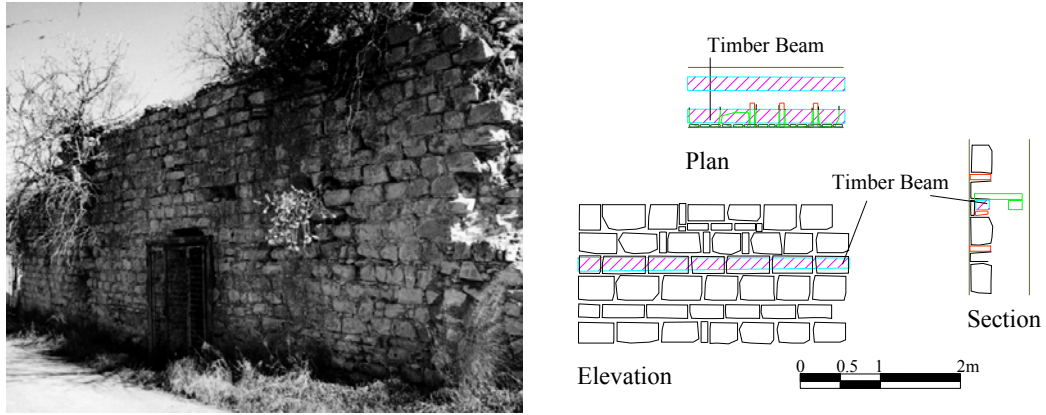 Timber Beam
Plan
Timber Beam
Section
Elevation
0 0.5 1 2m